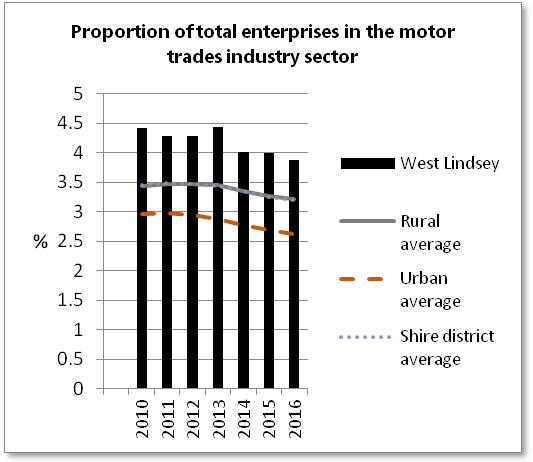 Proportion of total enterprises in the motor
trades industry sector
5
4.5
4
3.5
3
% 2.5
2
1.5
1
0.5
0
2010 2011 2012 2013 2014 2015 2016
West Lindsey
Rural
average
Urban
average
Shire district
average